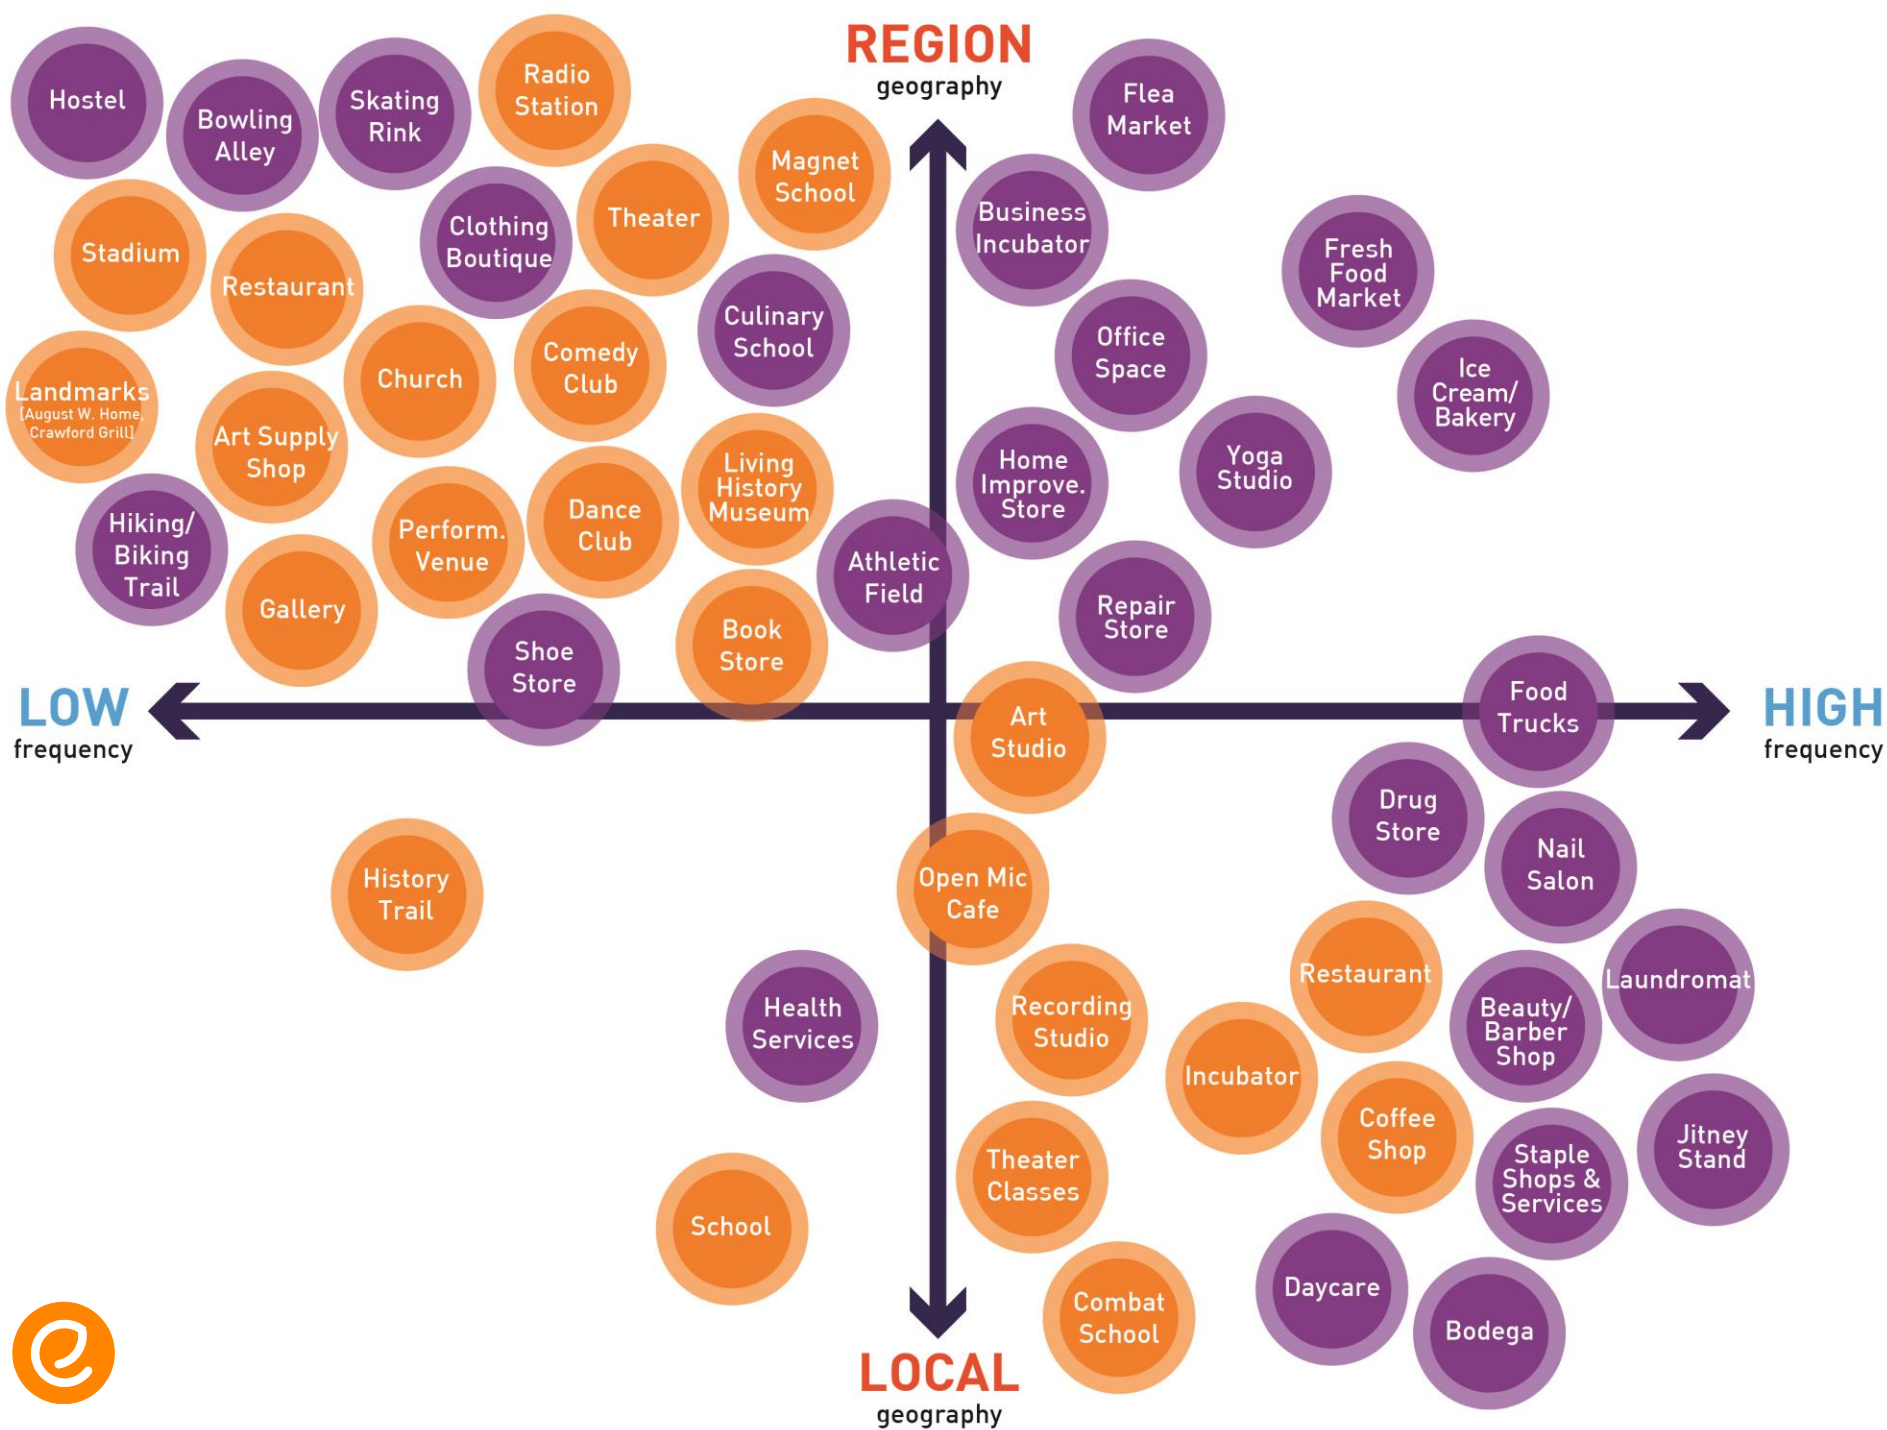 REGION
geography
Hostel
Bowling
Alley
Skating
Rink
Radio
Station
Magnet
School
Flea
Market
Stadium
Restaurant
Clothing
Boutique
Theater
Business
Incubator
Fresh
Food
Market
Landmarks
[August W. Home,
Crawford Grill]
Art Supply
Shop
Church
Comedy
Club
Culinary
School
Office
Space
Ice
Cream/
Bakery
Hiking/
Biking
Trail
Gallery
Perform.
Venue
Dance
Club
Living
History
Museum
Home
Improve.
Store
Yoga
Studio
Shoe
Store
Book
Store
Athletic
Field
Repair
Store
LOW
frequency
Art
Studio
Food
Trucks
HIGH
frequency
History
Trail
Open Mic
Cafe
Drug
Store
Nail
Salon
Health
Services
Recording
Studio
Restaurant
Beauty/
Barber
Shop
Laundromat
Incubator
Coffee
Shop
School
Theater
Classes
Staple
Shops &
Services
Jitney
Stand
Combat
School
Daycare
Bodega
LOCAL
geography